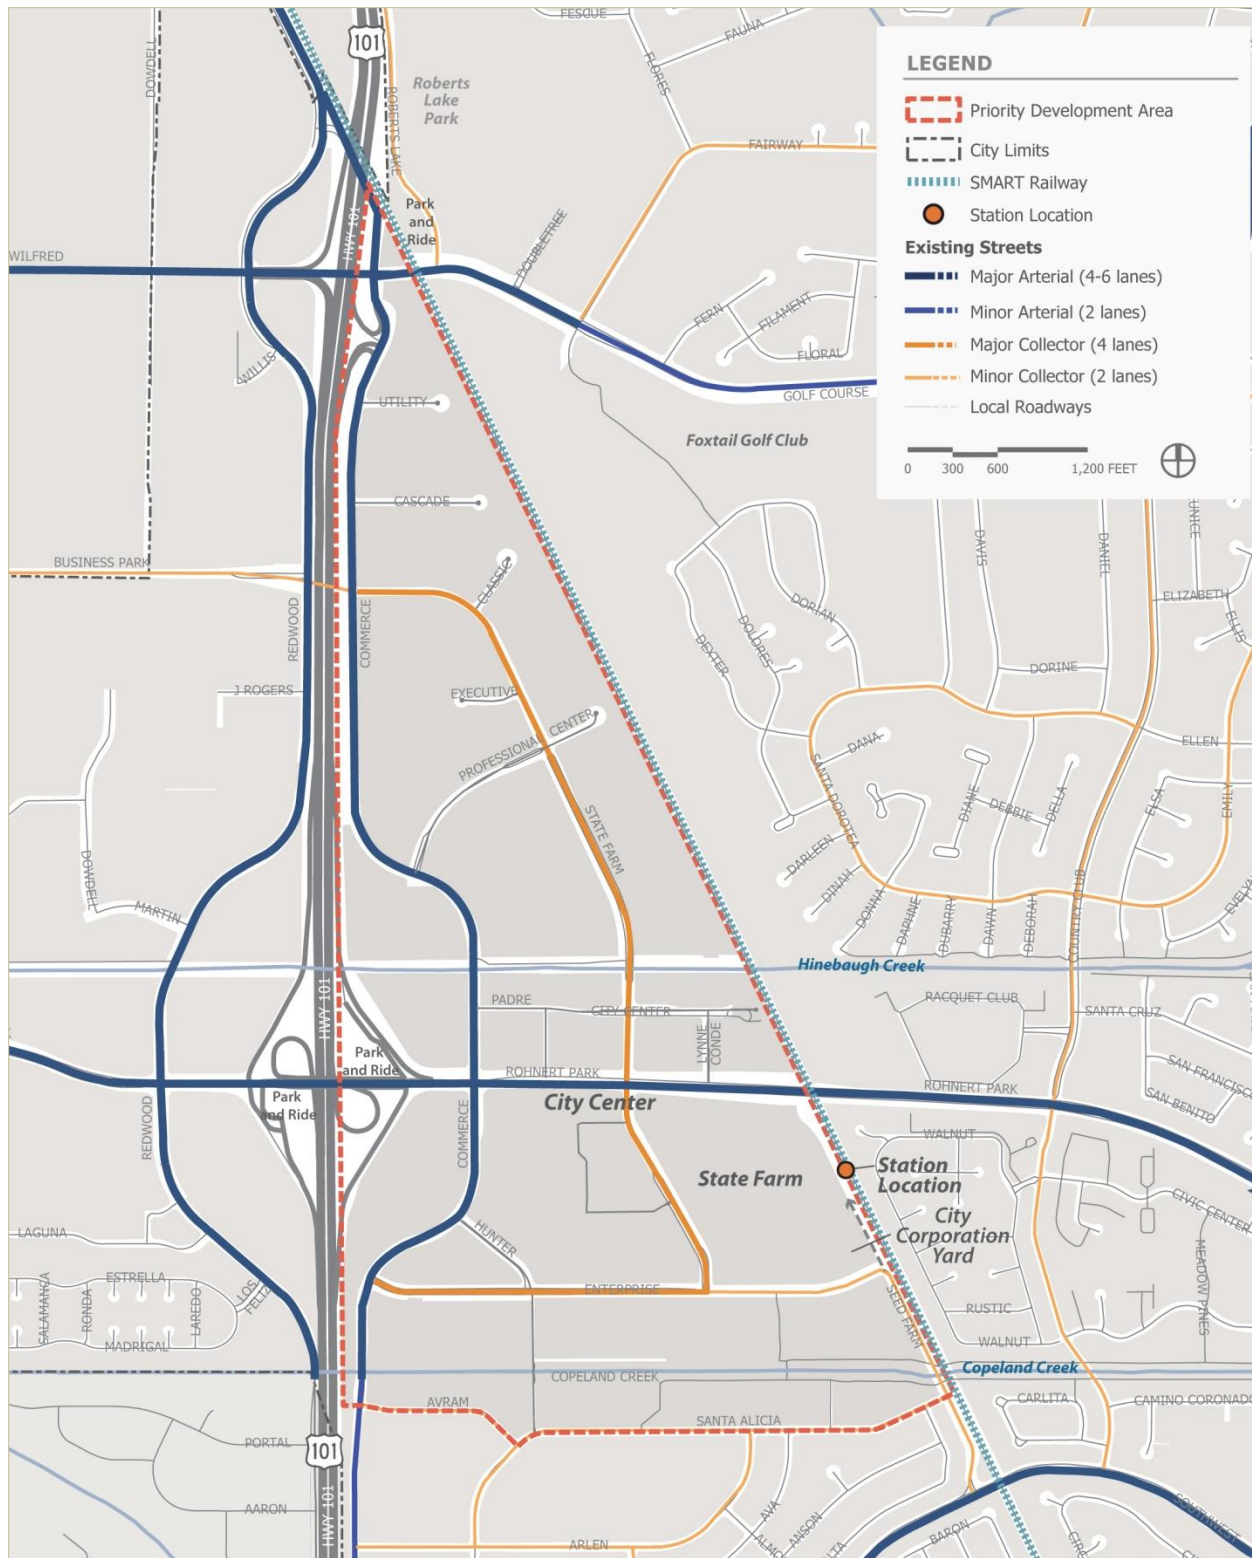 FESCUE
FAUNA
FLORES
DOWDELL
101
Roberts
Lake
Park
ROBERTS LAKE
LEGEND
Priority Development Area
City Limits
SMART Railway
Station Location
Existing Streets
Major Arterial (4-6 lanes)
Minor Arterial (2 lanes)
Major Collector (4 lanes)
Minor Collector (2 lanes)
Local Roadways
0 300 600 1,200 FEET
FAIRWAY
Park
and
Ride
HWY 101
WILFRED
DOUBLETREE
FERN
FILAMENT
FLORAL
GOLF COURSE
WILLIS
UTILITY
Foxtail Golf Club
CASCADE
BUSINESS PARK
CLASSIC
DAVIS
DANIEL
EUNICE
ELIZABETH
ELLIS
REDWOOD
COMMERCE
DORIAN
DOLORES
DEXTER
DORINE
J ROGERS
EXECUTIVE
PROFESSIONAL CENTER
DANA
ELLEN
SANTA DOROTEA
DIANE
DEBBIE
DELLA
ELSA
EMILY
STATE FARM
DOWDELL
MARTIN
DARLEEN
DINAH
DONNA
DAPHNE
DUBARRY
DAWN
DEBORAH
COUNTRY CLUB
EVELYN
Hinebaugh Creek
HWY 101
PADRE
CITY CENTER
LYNNE
CONDE
RACQUET CLUB
SANTA CRUZ
Park
and Ride
ROHNERT PARK
ROHNERT PARK
SAN FRANCISCO
SAN BENITO
Park
and Ride
City Center
REDWOOD
COMMERCE
WALNUT
State Farm
Station
Location
CIVIC CENTER
City
Corporation
Yard
MEADOW PINES
LAGUNA
HUNTER
ESTRELLA
SALAMANCA
RONDA
LAREDO
LOS
FELIZ
MADRIGAL
ENTERPRISE
SEED FARM
RUSTIC
WALNUT
Copeland Creek
COPELAND CREEK
AVRAM
SANTA ALICIA
CARLITA
CAMINO CORONADO
PORTAL
101
AARON
HWY 101
AVA
ANSON
ARLEN
BARON
SOUTHWEST